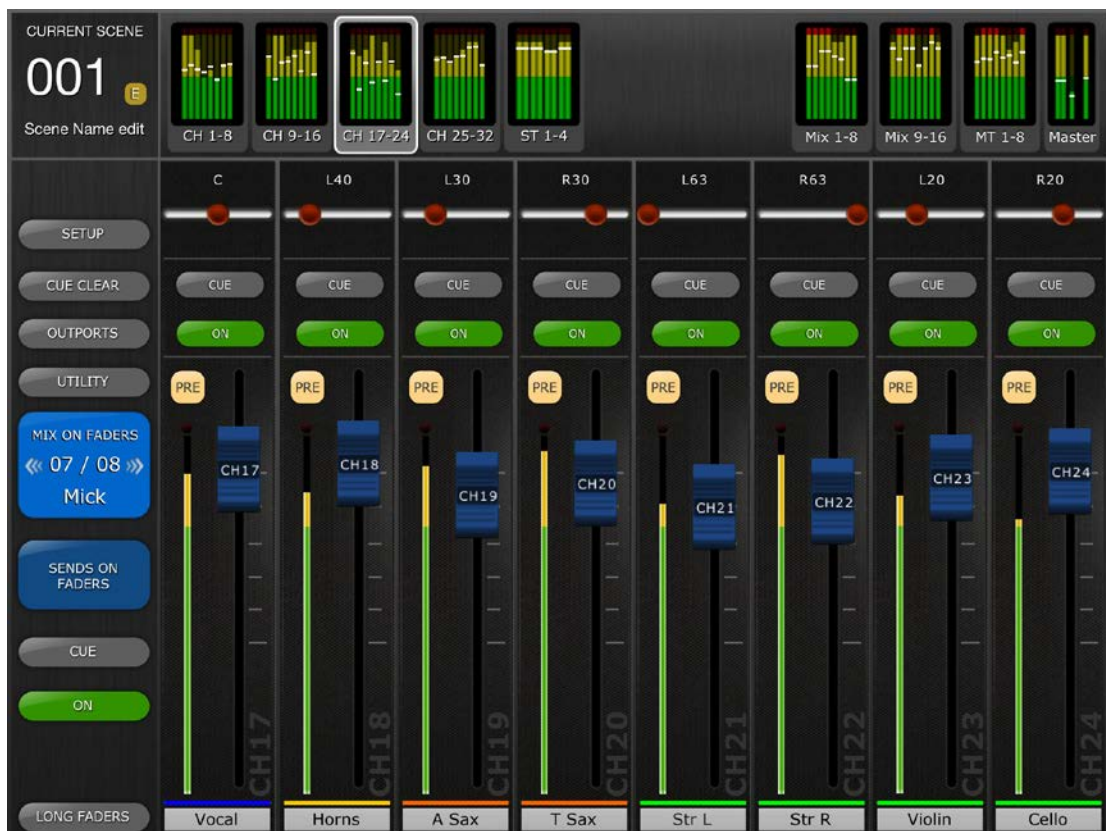 CURRENT SCENE
001 E
Scene Name edit
CH 1-8 CH 9-16 CH 17-24 CH 25-32 ST 1-4 Mix 1-8 Mix 9-16 MT 1-8 Master
C L40 L30 R30 L63 R63 L20 R20
SETUP
CUE CLEAR CUE CUE CUE CUE CUE CUE CUE CUE
OUTPORTS ON ON ON ON ON ON ON ON
UTILITY PRE PRE PRE PRE PRE PRE PRE PRE
MIX ON FADERS
07 / 08
Mick
CH17 CH18 CH19 CH20 CH21 CH22 CH23 CH24
SENDS ON
FADERS
CUE
ON
CH17 CH18 CH19 CH20 CH21 CH22 CH23 CH24
LONG FADERS Vocal Horns A Sax T Sax Str L Str R Violin Cello